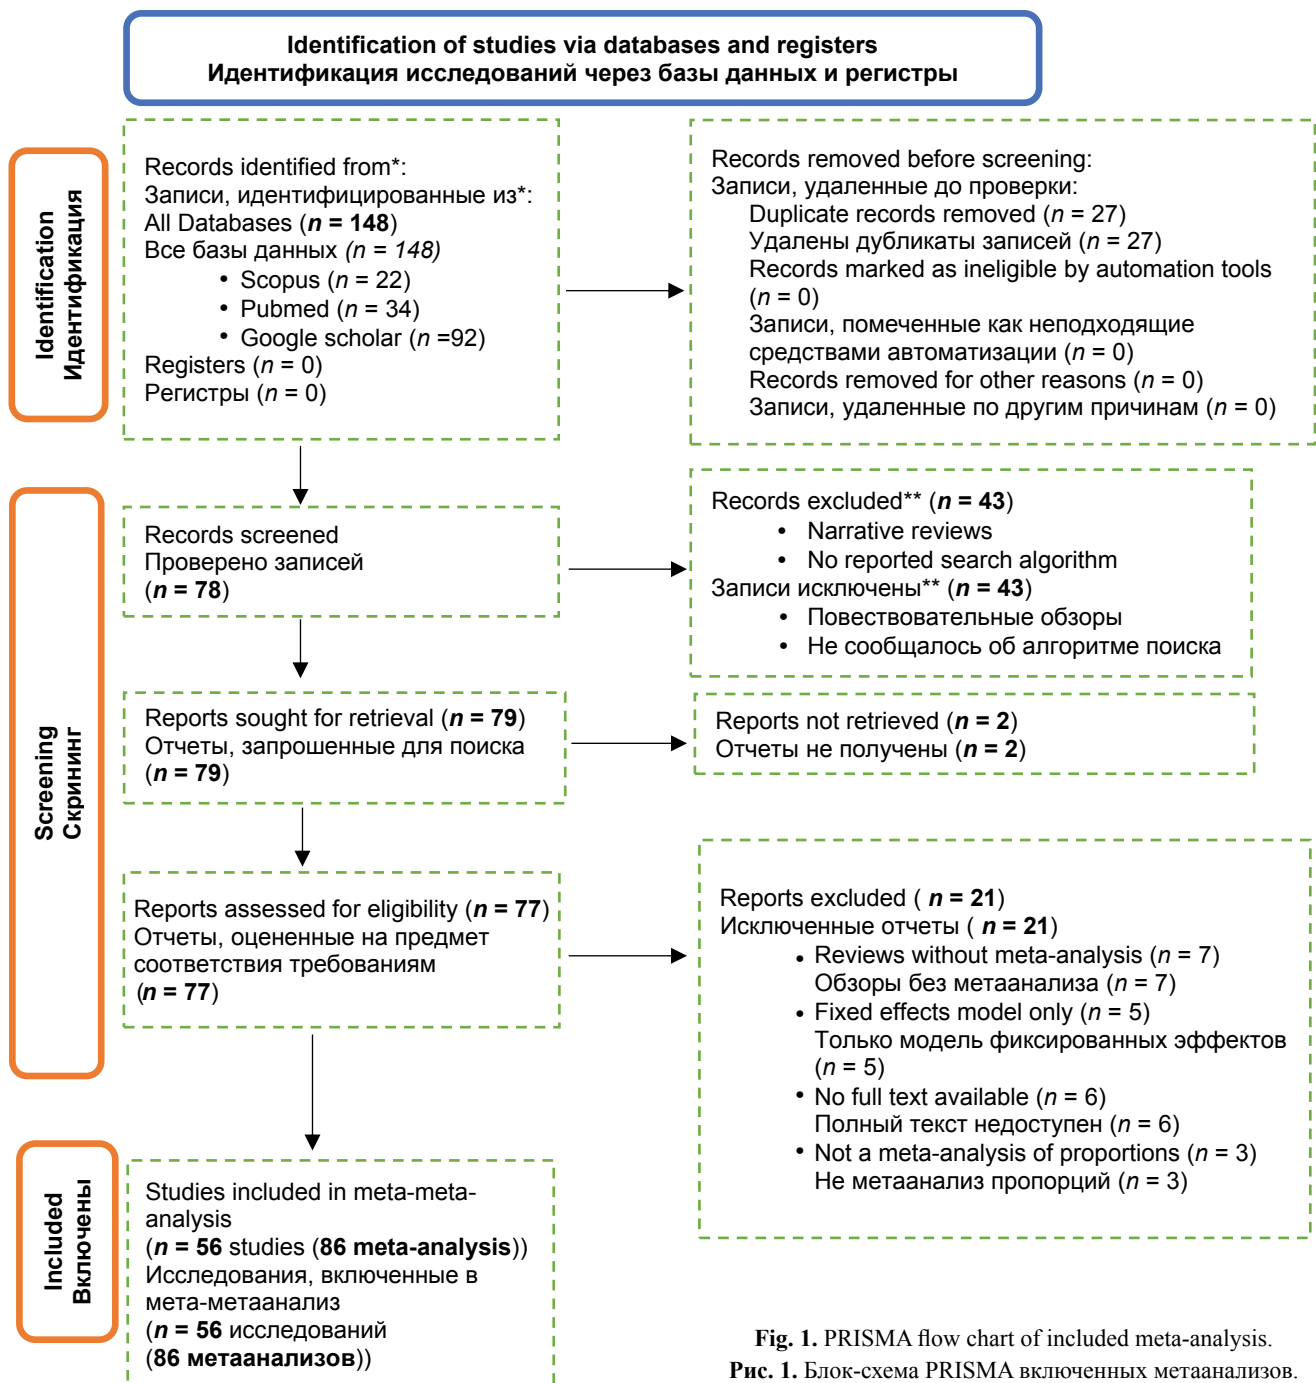 Identification of studies via databases and registers
Идентификация исследований через базы данных и регистры
Identification
Идентификация
Records identified from*:
Записи, идентифицированные из*:
All Databases (n = 148)
Все базы данных (n = 148)
• Scopus (n = 22)
• Pubmed (n = 34)
• Google scholar (n =92)
Registers (n = 0)
Регистры (n = 0)
Records removed before screening:
Записи, удаленные до проверки:
Duplicate records removed (n = 27)
Удалены дубликаты записей (n = 27)
Records marked as ineligible by automation tools
(n = 0)
Записи, помеченные как неподходящие
средствами автоматизации (n = 0)
Records removed for other reasons (n = 0)
Записи, удаленные по другим причинам (n = 0)
Screening
Скрининг
Records screened
Проверено записей
(n = 78)
Records excluded** (n = 43)
• Narrative reviews
• No reported search algorithm
Записи исключены** (n = 43)
• Повествовательные обзоры
• Не сообщалось об алгоритме поиска
Reports sought for retrieval (n = 79)
Отчеты, запрошенные для поиска
(n = 79)
Reports not retrieved (n = 2)
Отчеты не получены (n = 2)
Reports assessed for eligibility (n = 77)
Отчеты, оцененные на предмет
соответствия требованиям
(n = 77)
Reports excluded ( n = 21)
Исключенные отчеты ( n = 21)
• Reviews without meta-analysis (n = 7)
Обзоры без метаанализа (n = 7)
• Fixed effects model only (n = 5)
Только модель фиксированных эффектов
(n = 5)
• No full text available (n = 6)
Полный текст недоступен (n = 6)
• Not a meta-analysis of proportions (n = 3)
Не метаанализ пропорций (n = 3)
Included
Включены
Studies included in meta-meta-
analysis
(n = 56 studies (86 meta-analysis))
Исследования, включенные в
мета-метаанализ
(n = 56 исследований
(86 метаанализов))
Fig. 1. PRISMA flow chart of included meta-analysis.
Рис. 1. Блок-схема PRISMA включенных метаанализов.